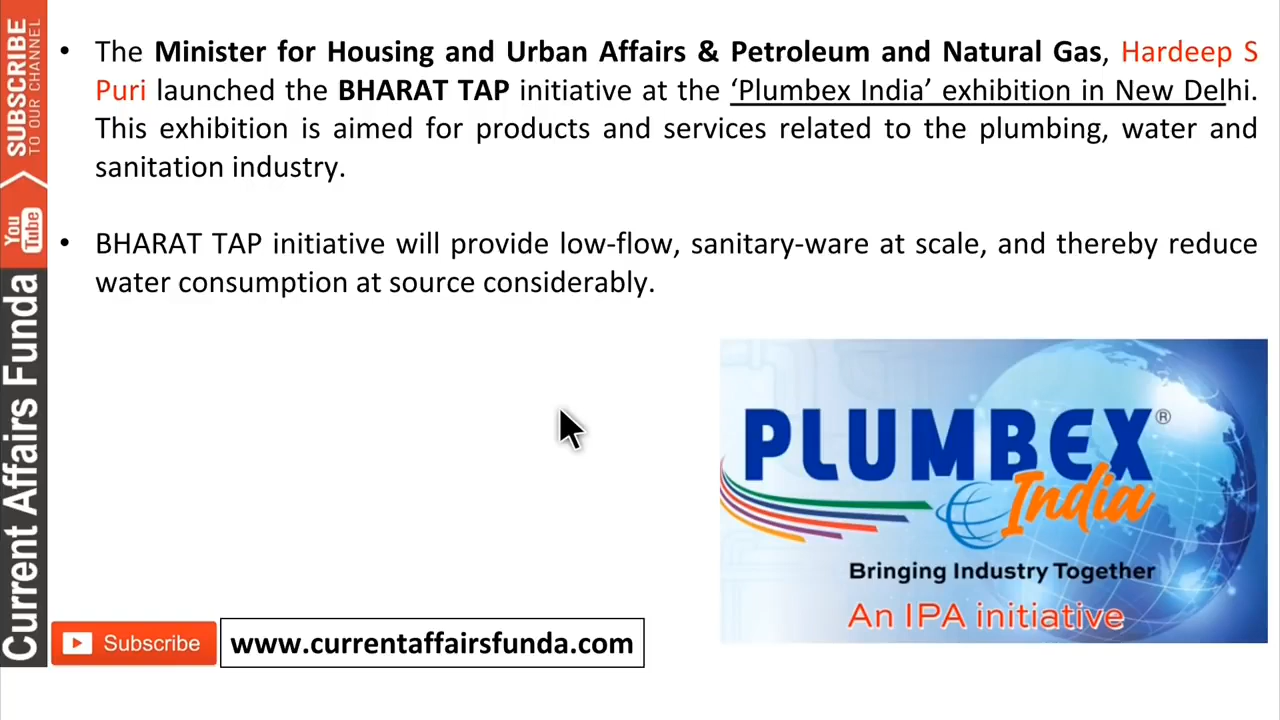 SUBSCRIBE
TO OUR CHANNEL
You
Tube
Current Affairs Funda
• The Minister for Housing and Urban Affairs & Petroleum and Natural Gas, Hardeep S
Puri launched the BHARAT TAP initiative at the ‘Plumbex India’ exhibition in New Delhi.
This exhibition is aimed for products and services related to the plumbing, water and
sanitation industry.
• BHARAT TAP initiative will provide low-flow, sanitary-ware at scale, and thereby reduce
water consumption at source considerably.
PLUMBEX®
India
Bringing Industry Together
An IPA initiative
Subscribe
www.currentaffairsfunda.com